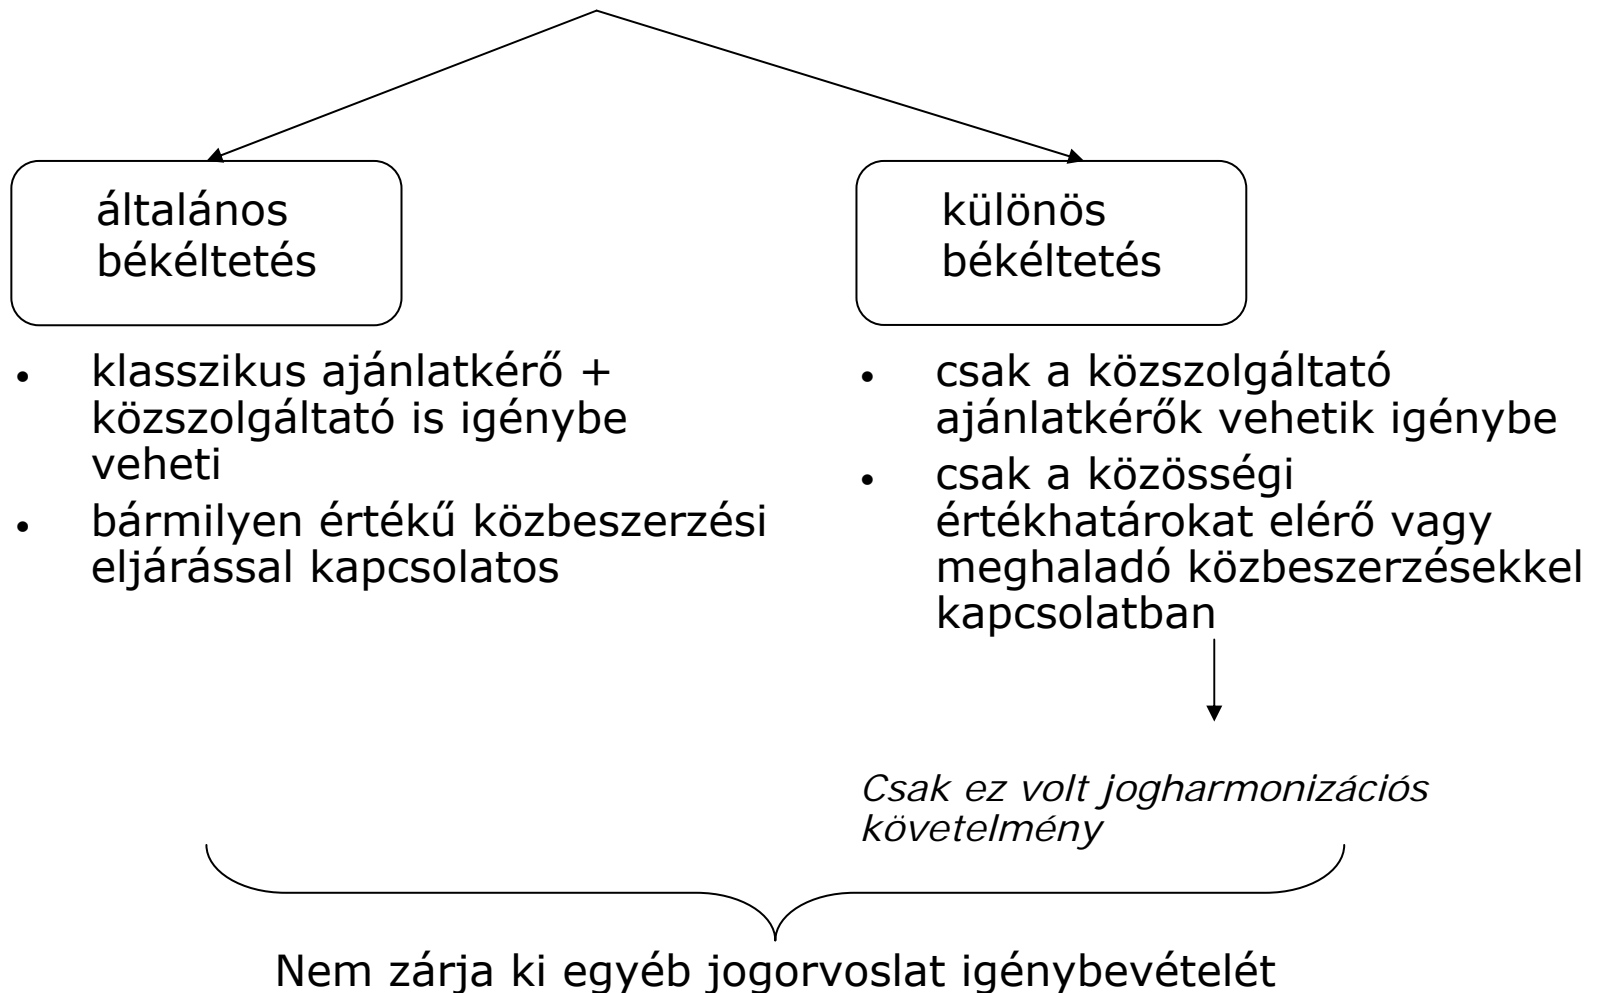 általános
békéltetés
• klasszikus ajánlatkérő +
közszolgáltató is igénybe
veheti
• bármilyen értékű közbeszerzési
eljárással kapcsolatos
különös
békéltetés
• csak a közszolgáltató
ajánlatkérők vehetik igénybe
• csak a közösségi
értékhatárokat elérő vagy
meghaladó közbeszerzésekkel
kapcsolatban
Csak ez volt jogharmonizációs
követelmény
Nem zárja ki egyéb jogorvoslat igénybevételét